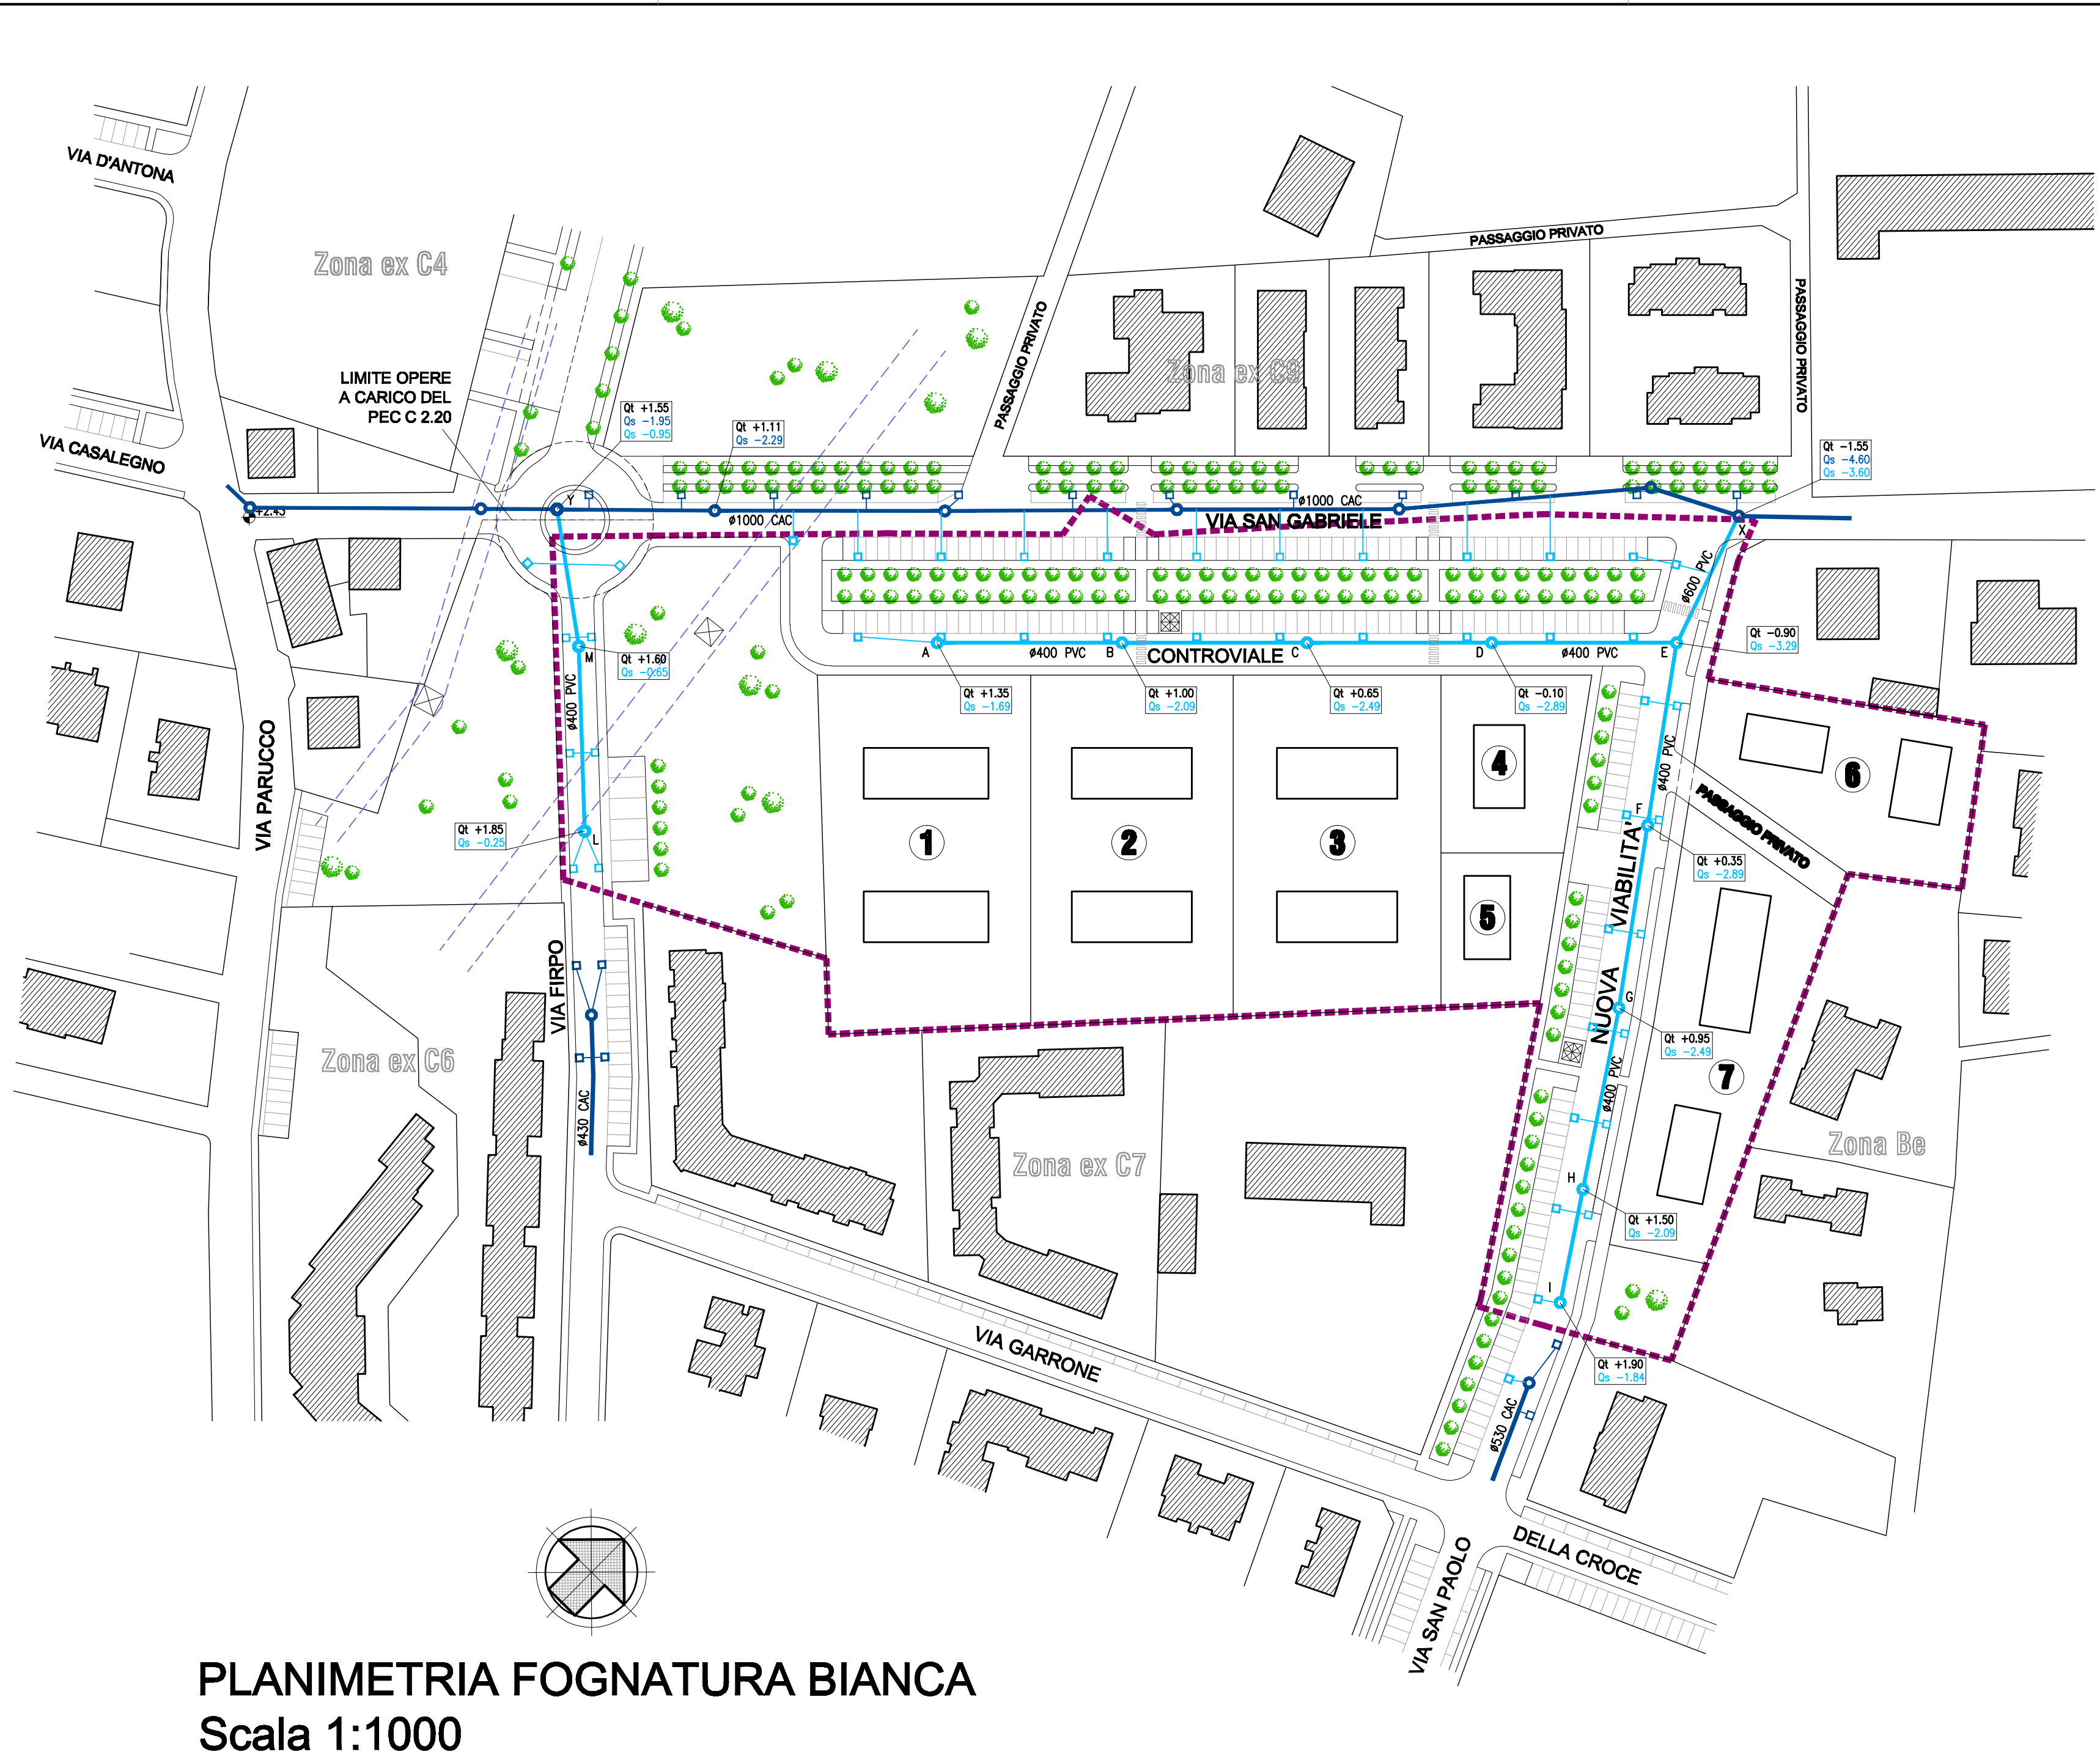 VIA D'ANTONA
Zona ex C4
PASSAGGIO PRIVATO
PASSAGGIO PRIVATO
PASSAGGIO PRIVATO
Zona ex C9
LIMITE OPERE
A CARICO DEL
PEC C 2.20
VIA CASALEGNO
Qt +1.55
Qs -1.95
Qs -0.95
Qt +1.11
Qs -2.29
Qt -1.55
Qs -4.60
Qs -3.60
+2.43
Y
ø1000 CAC
ø1000 CAC
VIA SAN GABRIELE
X
ø600 PVC
M
Qt +1.60
Qs -0.65
A
ø400 PVC
B
CONTROVIALE
C
D
ø400 PVC
E
Qt -0.90
Qs -3.29
Qt +1.35
Qs -1.69
Qt +1.00
Qs -2.09
Qt +0.65
Qs -2.49
Qt -0.10
Qs -2.89
ø400 PVC
VIA PARUCCO
ø400 PVC
4
6
PASSAGGIO PRIVATO
Qt +1.85
Qs -0.25
L
1
2
3
F
Qt +0.35
Qs -2.89
5
NUOVA VIABILITA'
VIA FIRPO
G
Qt +0.95
Qs -2.49
Zona ex C6
ø430 CAC
ø400 PVC
7
Zona ex C7
Zona Be
H
Qt +1.50
Qs -2.09
I
VIA GARRONE
Qt +1.90
Qs -1.84
ø530 CAC
VIA SAN PAOLO
DELLA CROCE
PLANIMETRIA FOGNATURA BIANCA
Scala 1:1000